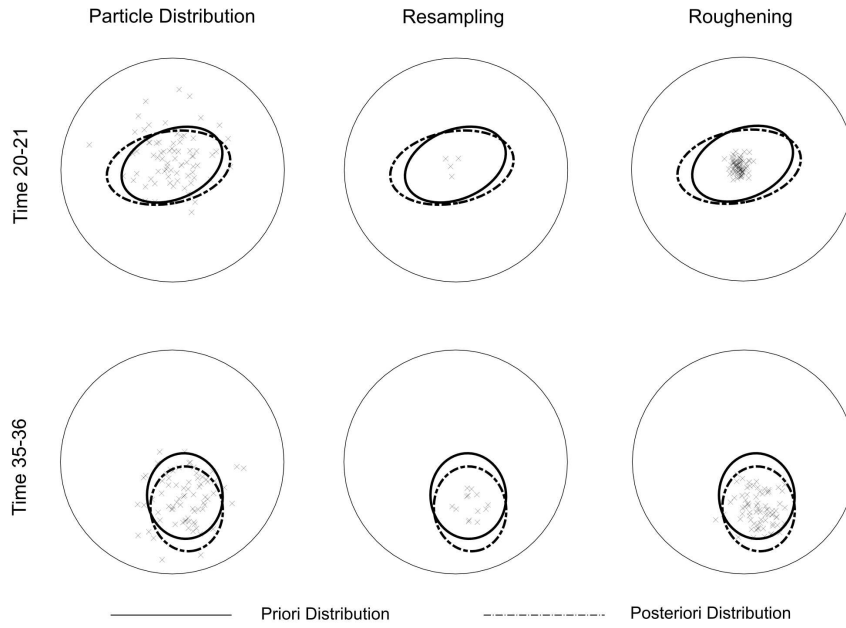 Particle Distribution
Resampling
Roughening
Time 20-21
Time 35-36
Priori Distribution
Posteriori Distribution